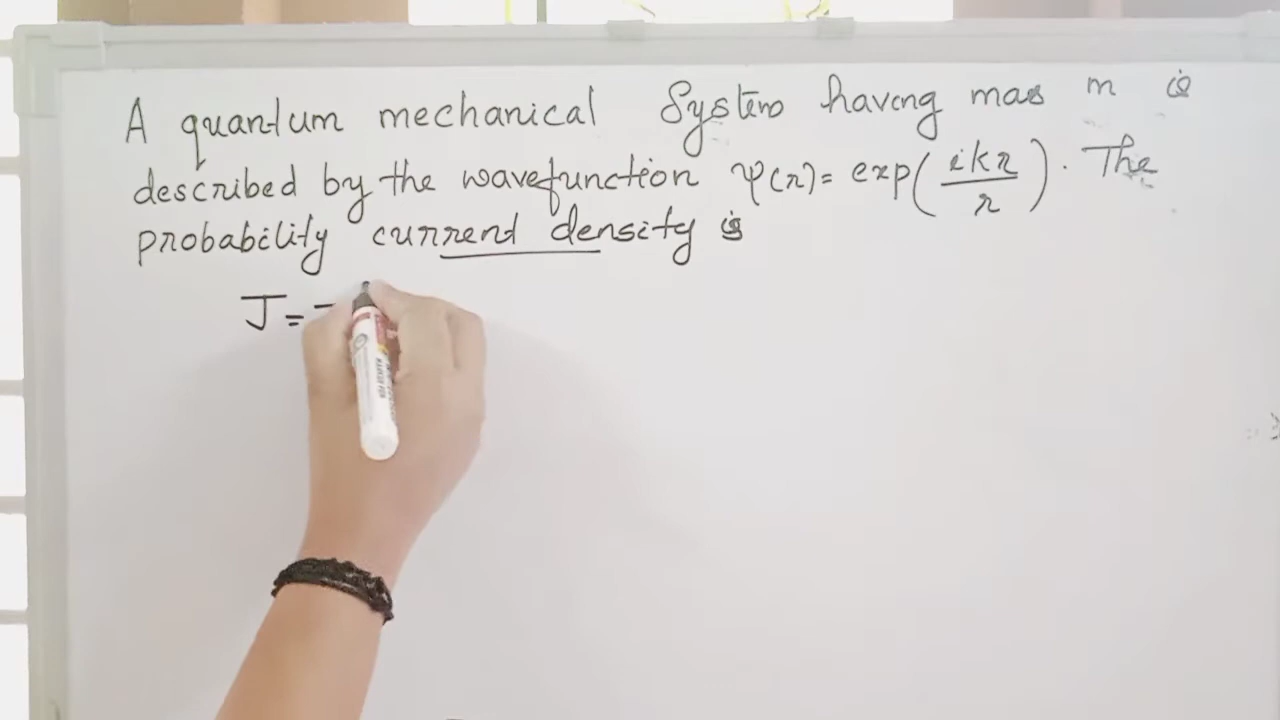 A quantum mechanical System having mass m is
described by the wavefunction ψ(r)= exp(ikr/r). The
probability current density is
J= -